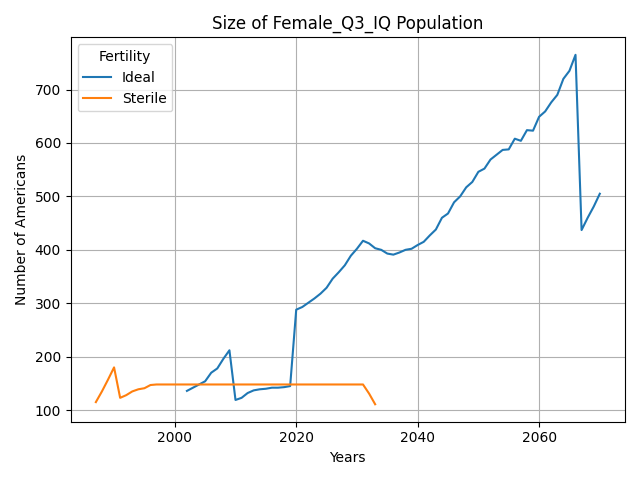 Size of Female_Q3_IQ Population
Fertility
Ideal
Sterile
Number of Americans
700
600
500
400
300
200
100
2000
2020
2040
2060
Years